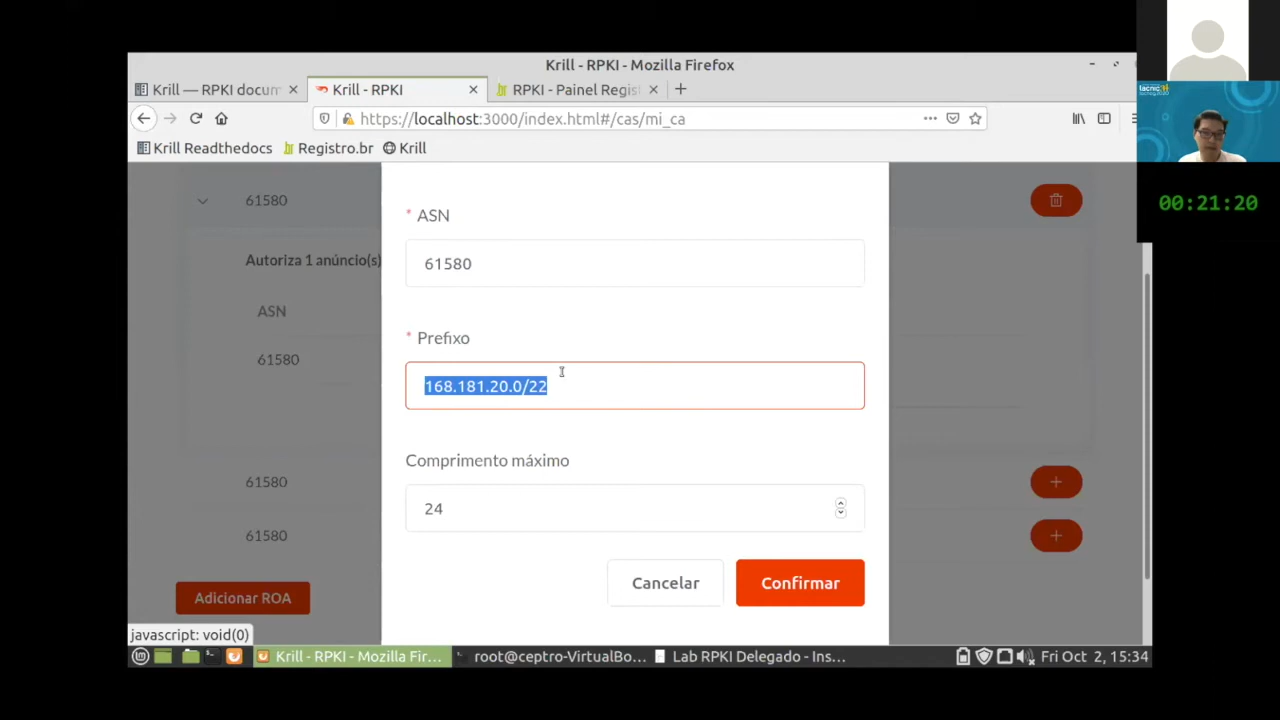 Krill - RPKI - Mozilla Firefox
Krill — RPKI docum
Krill - RPKI
RPKI - Painel Regis
https://localhost:3000/index.html#/cas/mi_ca
Krill Readthedocs
Registro.br
Krill
61580
* ASN
61580
Autoriza 1 anúncio(s)
ASN
* Prefixo
61580
168.181.20.0/22
Comprimento máximo
61580
24
61580
Cancelar
Confirmar
Adicionar ROA
javascript: void(0)
Krill - RPKI - Mozilla Fir...
root@ceptro-VirtualBo...
Lab RPKI Delegado - Ins...
Fri Oct 2, 15:34
00:21:20